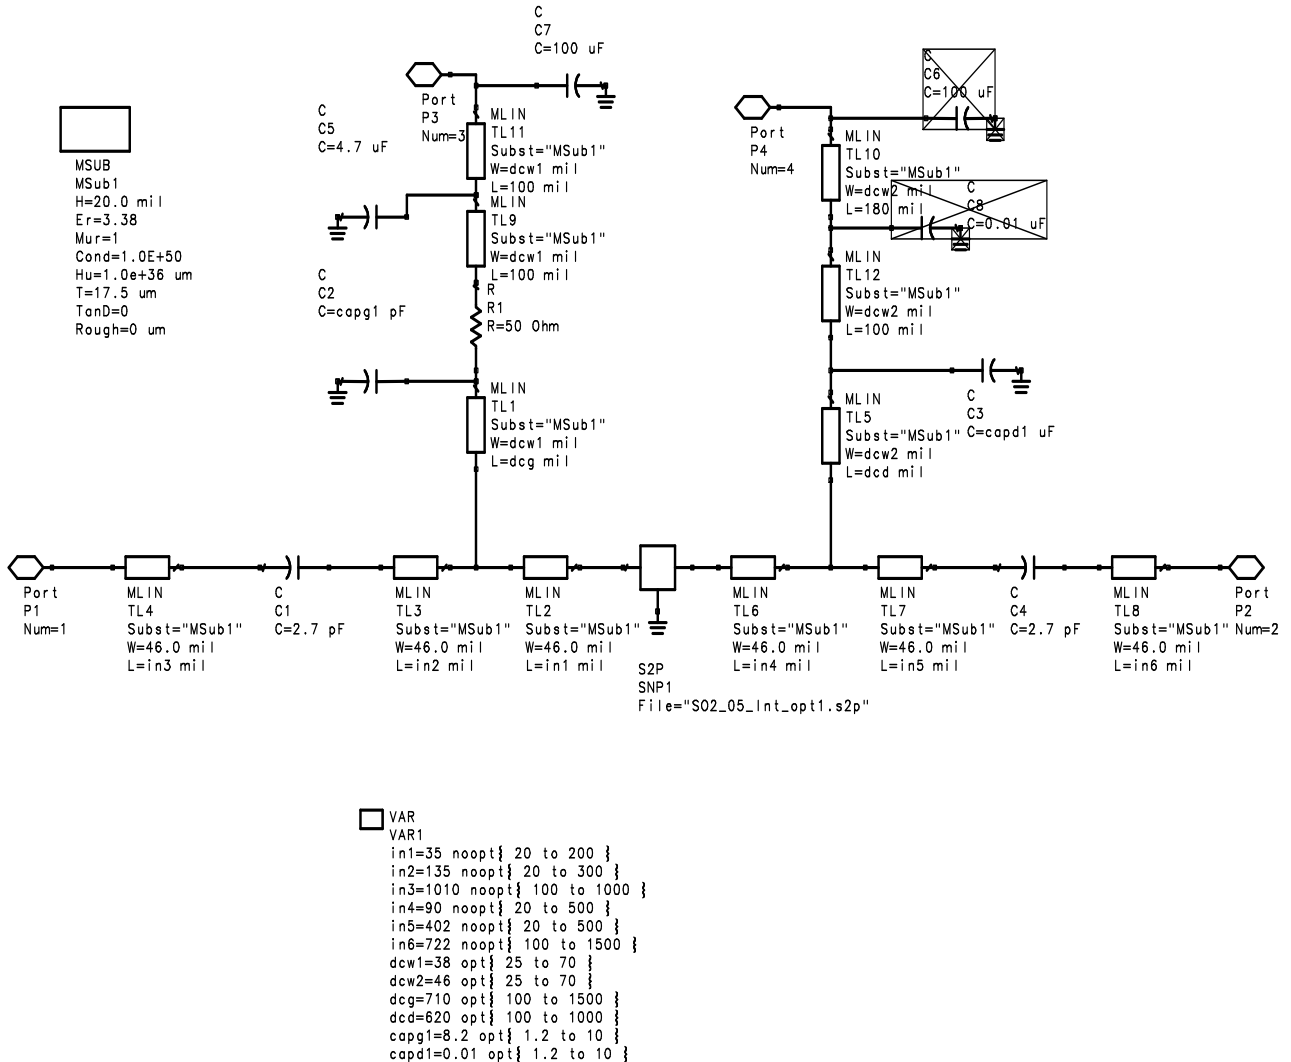 C
C7
C=100 uF
Port
P3
Num=3
C
C5
C=4.7 uF
MLIN
TL11
Subst="MSub1"
W=dcw1 mil
L=100 mil
MSUB
MSub1
H=20.0 mil
Er=3.38
Mur=1
Cond=1.0E+50
Hu=1.0e+36 um
T=17.5 um
TanD=0
Rough=0 um
MLIN
TL9
Subst="MSub1"
W=dcw1 mil
L=100 mil
C
C2
C=capg1 pF
R
R1
R=50 Ohm
MLIN
TL1
Subst="MSub1"
W=dcw1 mil
L=dcg mil
C
C6
C=100 uF
Port
P4
Num=4
MLIN
TL10
Subst="MSub1"
W=dcw2 mil
L=180 mil
C
C8
C=0.01 uF
MLIN
TL12
Subst="MSub1"
W=dcw2 mil
L=100 mil
MLIN
TL5
Subst="MSub1"
W=dcw2 mil
L=dcd mil
C
C3
C=capd1 uF
Port
P1
Num=1
MLIN
TL4
Subst="MSub1"
W=46.0 mil
L=in3 mil
C
C1
C=2.7 pF
MLIN
TL3
Subst="MSub1"
W=46.0 mil
L=in2 mil
MLIN
TL2
Subst="MSub1"
W=46.0 mil
L=in1 mil
S2P
SNP1
File="S02_05_Int_opt1.s2p"
MLIN
TL6
Subst="MSub1"
W=46.0 mil
L=in4 mil
MLIN
TL7
Subst="MSub1"
W=46.0 mil
L=in5 mil
C
C4
C=2.7 pF
MLIN
TL8
Subst="MSub1"
W=46.0 mil
L=in6 mil
Port
P2
Num=2
VAR
VAR1
in1=35 noopt{ 20 to 200 }
in2=135 noopt{ 20 to 300 }
in3=1010 noopt{ 100 to 1000 }
in4=90 noopt{ 20 to 500 }
in5=402 noopt{ 20 to 500 }
in6=722 noopt{ 100 to 1500 }
dcw1=38 opt{ 25 to 70 }
dcw2=46 opt{ 25 to 70 }
dcg=710 opt{ 100 to 1500 }
dcd=620 opt{ 100 to 1000 }
capg1=8.2 opt{ 1.2 to 10 }
capd1=0.01 opt{ 1.2 to 10 }